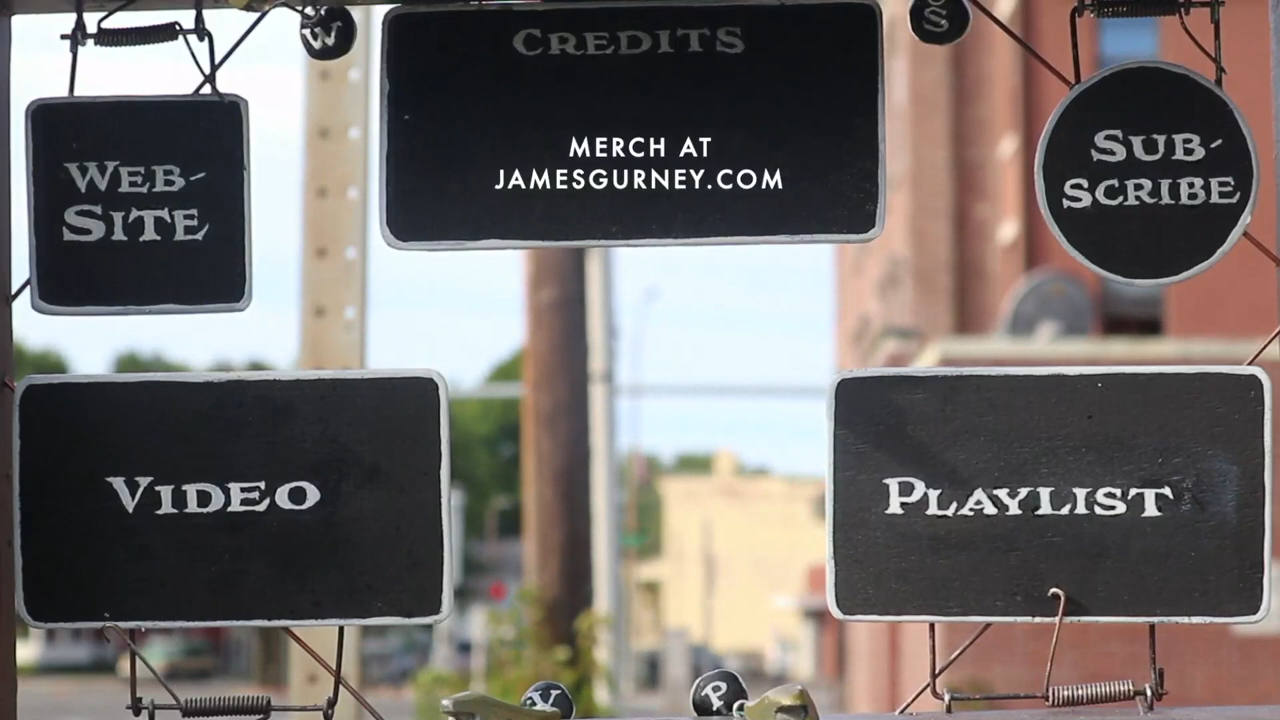 W
CREDITS
S
MERCH AT
JAMESGURNEY.COM
WEB-
SITE
SUB-
SCRIBE
VIDEO
PLAYLIST
V
P